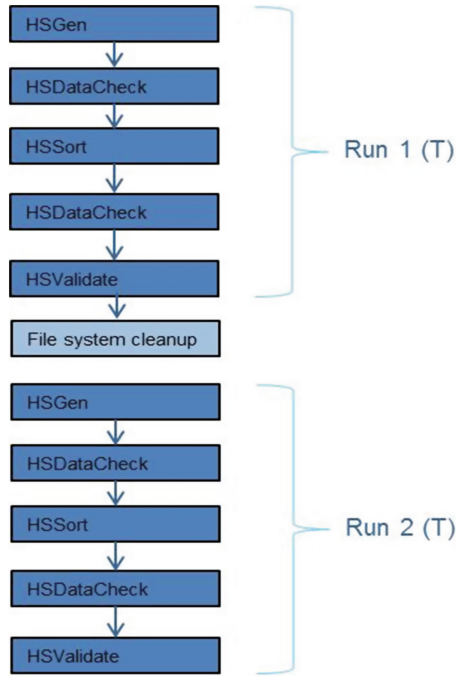 HSGen
HSDataCheck
HSSort
HSDataCheck
HSValidate
Run 1 (T)
File system cleanup
HSGen
HSDataCheck
HSSort
HSDataCheck
HSValidate
Run 2 (T)